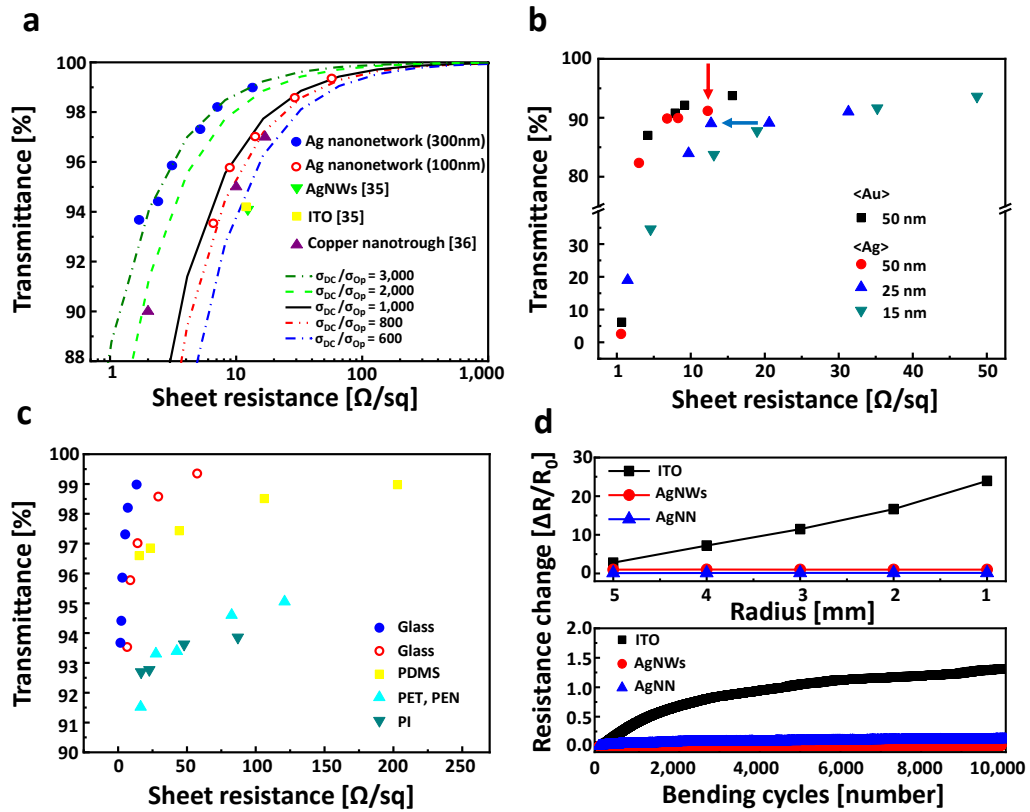 a
100
98
96
94
92
90
88
Transmittance [%]
Ag nanonetwork (300nm)
Ag nanonetwork (100nm)
AgNWs [35]
ITO [35]
Copper nanotrough [36]
σDC/σOp = 3,000
σDC/σOp = 2,000
σDC/σOp = 1,000
σDC/σOp = 800
σDC/σOp = 600
1 10 100 1,000
Sheet resistance [Ω/sq]
b
100
90
80
30
20
10
0
Transmittance [%]
<Au>
50 nm
<Ag>
50 nm
25 nm
15 nm
1 10 20 30 40 50
Sheet resistance [Ω/sq]
c
100
99
98
97
96
95
94
93
92
91
90
Transmittance [%]
Glass
Glass
PDMS
PET, PEN
PI
0 50 100 150 200 250
Sheet resistance [Ω/sq]
d
Resistance change [ΔR/R0]
30
20
10
0
ITO
AgNWs
AgNN
5 4 3 2 1
Radius [mm]
2.0
1.5
1.0
0.5
0.0
ITO
AgNWs
AgNN
0 2,000 4,000 6,000 8,000 10,000
Bending cycles [number]